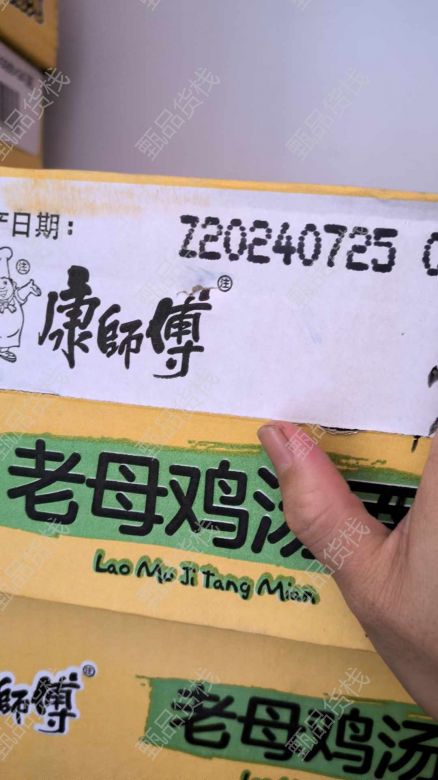 产日期：
Z20240725
康師傅
老母鸡汤面
Lao Mu Ji Tang Mian
師傅
老母鸡汤
甄品货栈